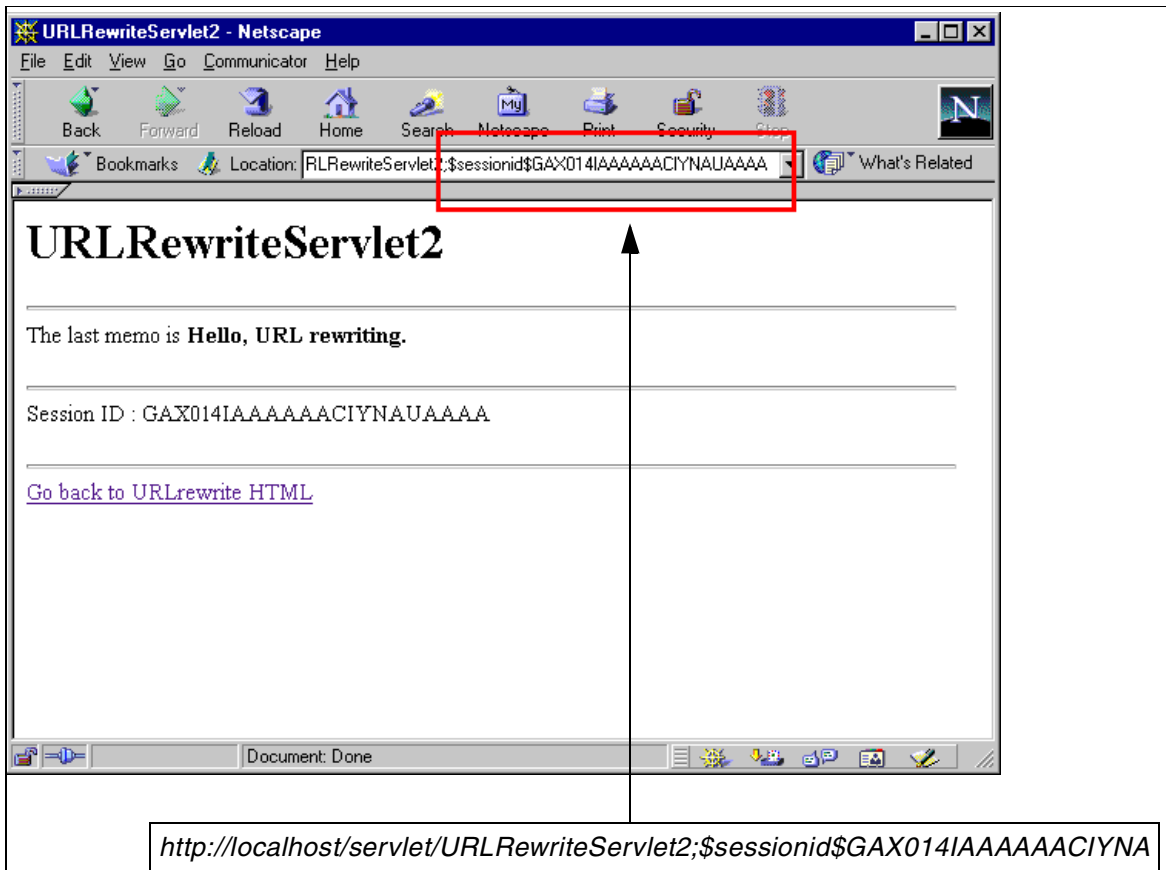 URLRewriteServlet2 - Netscape
File Edit View Go Communicator Help
Back Forward Reload Home Search Netscape Print Security Stop
N
Bookmarks Location: RLRewriteServlet2;$sessionid$GAX014IAAAAAACIYNAUAAAA What's Related
URLRewriteServlet2
The last memo is Hello, URL rewriting.
Session ID : GAX014IAAAAAACIYNAUAAAA
Go back to URLrewrite HTML
Document: Done
http://localhost/servlet/URLRewriteServlet2;$sessionid$GAX014IAAAAAACIYNA